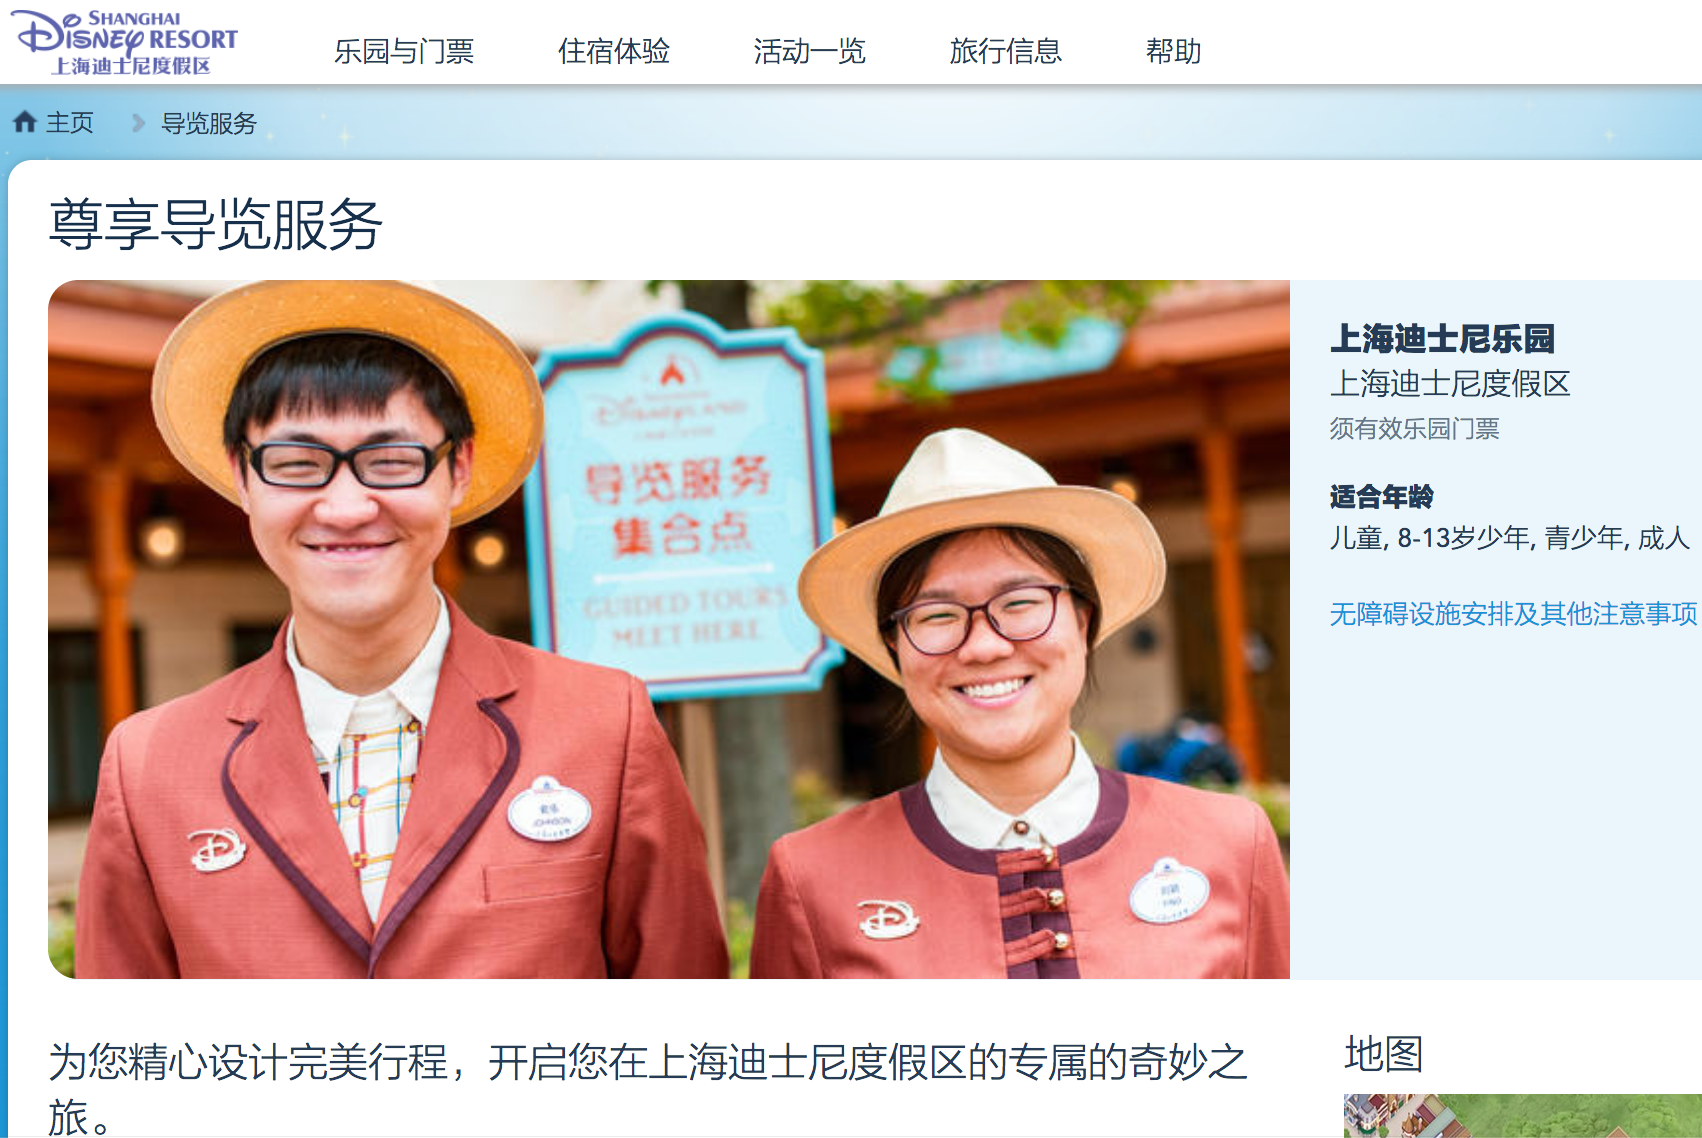 SHANGHAI
DISNEY RESORT
上海迪士尼度假区
乐园与门票
住宿体验
活动一览
旅行信息
帮助
主页
导览服务
尊享导览服务
DISNEYLAND
导览服务
集合点
GUIDED TOURS
MEET HERE
JOHNSON
上海迪士尼乐园
上海迪士尼度假区
须有效乐园门票
适合年龄
儿童, 8-13岁少年, 青少年, 成人
无障碍设施安排及其他注意事项
为您精心设计完美行程，开启您在上海迪士尼度假区的专属的奇妙之
旅。
地图